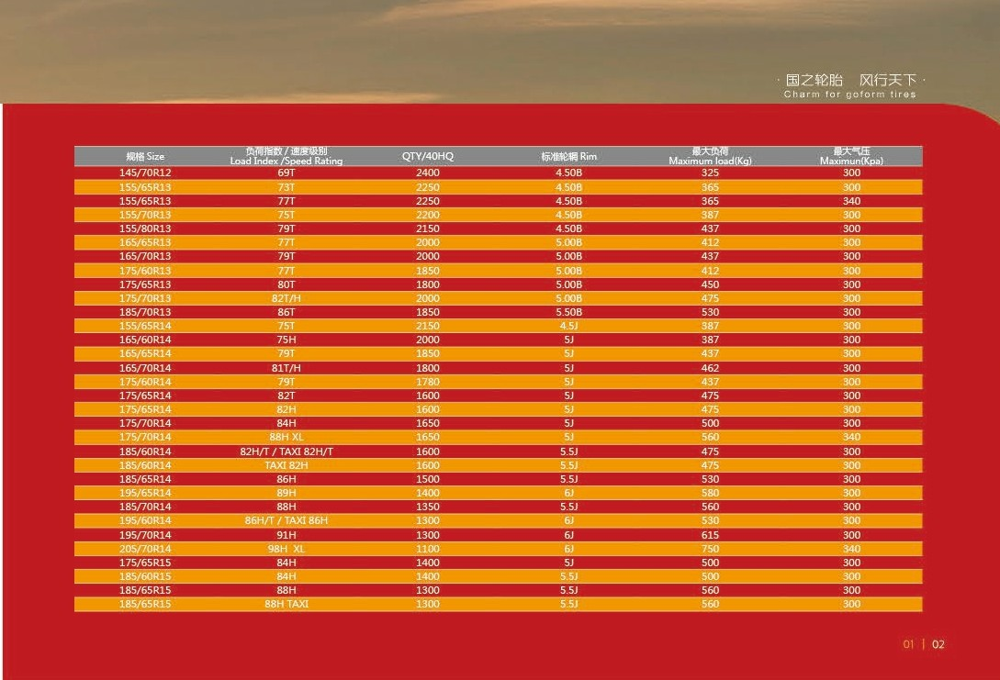 · 国之轮胎 风行天下 ·
Charm for goform tires
规格 Size 负荷指数 / 速度级别 Load Index /Speed Rating QTY/40HQ 标准轮辋 Rim 最大负荷 Maximum load(Kg) 最大气压 Maximun(Kpa)
145/70R12 69T 2400 4.50B 325 300
155/65R13 73T 2250 4.50B 365 300
155/65R13 77T 2250 4.50B 365 340
155/70R13 75T 2200 4.50B 387 300
155/80R13 79T 2150 4.50B 437 300
165/65R13 77T 2000 5.00B 412 300
165/70R13 79T 2000 5.00B 437 300
175/60R13 77T 1850 5.00B 412 300
175/65R13 80T 1800 5.00B 450 300
175/70R13 82T/H 2000 5.00B 475 300
185/70R13 86T 1850 5.50B 530 300
155/65R14 75T 2150 4.5J 387 300
165/60R14 75H 2000 5J 387 300
165/65R14 79T 1850 5J 437 300
165/70R14 81T/H 1800 5J 462 300
175/60R14 79T 1780 5J 437 300
175/65R14 82T 1600 5J 475 300
175/65R14 82H 1600 5J 475 300
175/70R14 84H 1650 5J 500 300
175/70R14 88H XL 1650 5J 560 340
185/60R14 82H/T / TAXI 82H/T 1600 5.5J 475 300
185/60R14 TAXI 82H 1600 5.5J 475 300
185/65R14 86H 1500 5.5J 530 300
195/65R14 89H 1400 6J 580 300
185/70R14 88H 1350 5.5J 560 300
195/60R14 86H/T / TAXI 86H 1300 6J 530 300
195/70R14 91H 1300 6J 615 300
205/70R14 98H XL 1100 6J 750 340
175/65R15 84H 1400 5J 500 300
185/60R15 84H 1400 5.5J 500 300
185/65R15 88H 1300 5.5J 560 300
185/65R15 88H TAXI 1300 5.5J 560 300
01 | 02